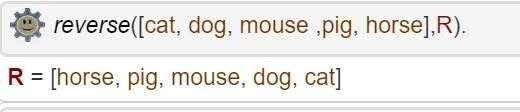 reverse([cat, dog, mouse ,pig, horse],R).
R = [horse, pig, mouse, dog, cat]